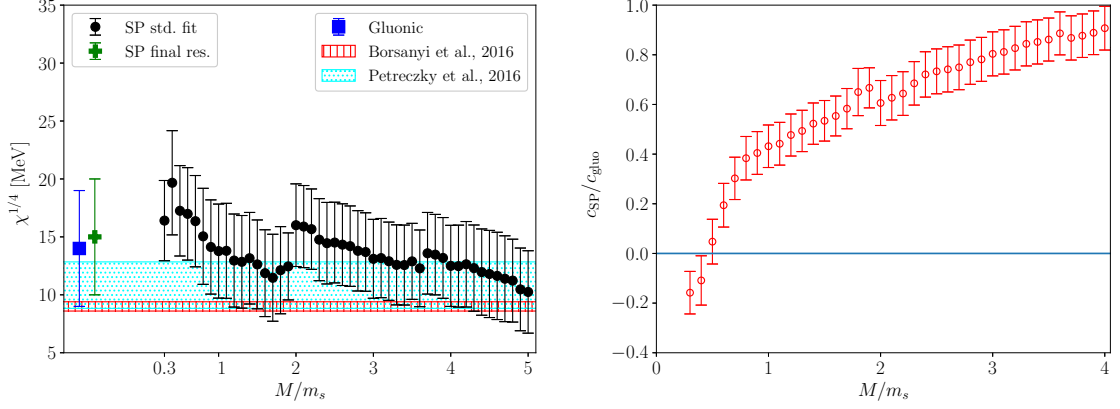 35
30
25
20
15
10
5
χ^{1/4} [MeV]
SP std. fit
SP final res.
Gluonic
Borsanyi et al., 2016
Petreczky et al., 2016
0.3
1
2
3
4
5
M/m_s
1.0
0.8
0.6
0.4
0.2
0.0
−0.2
−0.4
c_SP/c_gluo
0
1
2
3
4
M/m_s